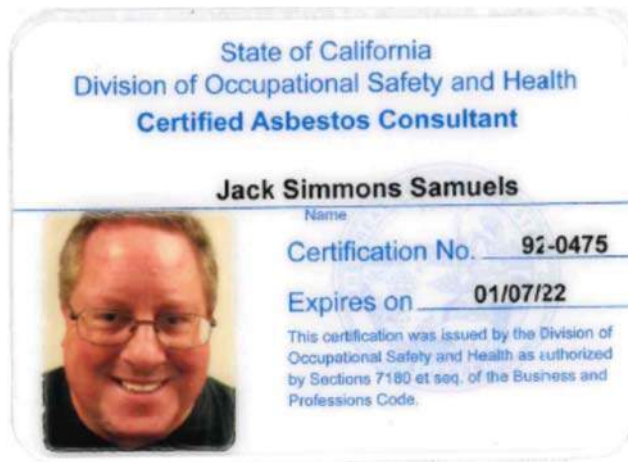 State of California
Division of Occupational Safety and Health
Certified Asbestos Consultant
Jack Simmons Samuels
Name
Certification No. 92-0475
Expires on 01/07/22
This certification was issued by the Division of
Occupational Safety and Health as authorized
by Sections 7180 et seq. of the Business and
Professions Code.